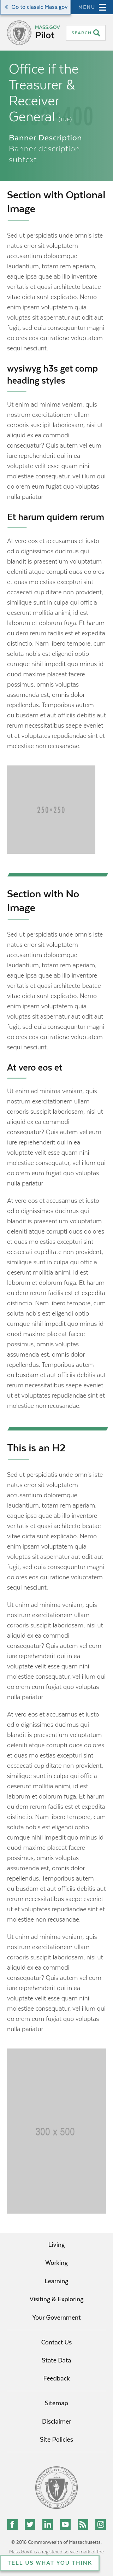 Go to classic Mass.gov
MENU
MASS.GOV
Pilot
SEARCH
Office if the
Treasurer &
Receiver
General (TRE)
400
Banner Description
Banner description
subtext
Section with Optional
Image
Sed ut perspiciatis unde omnis iste
natus error sit voluptatem
accusantium doloremque
laudantium, totam rem aperiam,
eaque ipsa quae ab illo inventore
veritatis et quasi architecto beatae
vitae dicta sunt explicabo. Nemo
enim ipsam voluptatem quia
voluptas sit aspernatur aut odit aut
fugit, sed quia consequuntur magni
dolores eos qui ratione voluptatem
sequi nesciunt.
wysiwyg h3s get comp
heading styles
Ut enim ad minima veniam, quis
nostrum exercitationem ullam
corporis suscipit laboriosam, nisi ut
aliquid ex ea commodi
consequatur? Quis autem vel eum
iure reprehenderit qui in ea
voluptate velit esse quam nihil
molestiae consequatur, vel illum qui
dolorem eum fugiat quo voluptas
nulla pariatur
Et harum quidem rerum
At vero eos et accusamus et iusto
odio dignissimos ducimus qui
blanditiis praesentium voluptatum
deleniti atque corrupti quos dolores
et quas molestias excepturi sint
occaecati cupiditate non provident,
similique sunt in culpa qui officia
deserunt mollitia animi, id est
laborum et dolorum fuga. Et harum
quidem rerum facilis est et expedita
distinctio. Nam libero tempore, cum
soluta nobis est eligendi optio
cumque nihil impedit quo minus id
quod maxime placeat facere
possimus, omnis voluptas
assumenda est, omnis dolor
repellendus. Temporibus autem
quibusdam et aut officiis debitis aut
rerum necessitatibus saepe eveniet
ut et voluptates repudiandae sint et
molestiae non recusandae.
250×250
Section with No
Image
Sed ut perspiciatis unde omnis iste
natus error sit voluptatem
accusantium doloremque
laudantium, totam rem aperiam,
eaque ipsa quae ab illo inventore
veritatis et quasi architecto beatae
vitae dicta sunt explicabo. Nemo
enim ipsam voluptatem quia
voluptas sit aspernatur aut odit aut
fugit, sed quia consequuntur magni
dolores eos qui ratione voluptatem
sequi nesciunt.
At vero eos et
Ut enim ad minima veniam, quis
nostrum exercitationem ullam
corporis suscipit laboriosam, nisi ut
aliquid ex ea commodi
consequatur? Quis autem vel eum
iure reprehenderit qui in ea
voluptate velit esse quam nihil
molestiae consequatur, vel illum qui
dolorem eum fugiat quo voluptas
nulla pariatur
At vero eos et accusamus et iusto
odio dignissimos ducimus qui
blanditiis praesentium voluptatum
deleniti atque corrupti quos dolores
et quas molestias excepturi sint
occaecati cupiditate non provident,
similique sunt in culpa qui officia
deserunt mollitia animi, id est
laborum et dolorum fuga. Et harum
quidem rerum facilis est et expedita
distinctio. Nam libero tempore, cum
soluta nobis est eligendi optio
cumque nihil impedit quo minus id
quod maxime placeat facere
possimus, omnis voluptas
assumenda est, omnis dolor
repellendus. Temporibus autem
quibusdam et aut officiis debitis aut
rerum necessitatibus saepe eveniet
ut et voluptates repudiandae sint et
molestiae non recusandae.
This is an H2
Sed ut perspiciatis unde omnis iste
natus error sit voluptatem
accusantium doloremque
laudantium, totam rem aperiam,
eaque ipsa quae ab illo inventore
veritatis et quasi architecto beatae
vitae dicta sunt explicabo. Nemo
enim ipsam voluptatem quia
voluptas sit aspernatur aut odit aut
fugit, sed quia consequuntur magni
dolores eos qui ratione voluptatem
sequi nesciunt.
Ut enim ad minima veniam, quis
nostrum exercitationem ullam
corporis suscipit laboriosam, nisi ut
aliquid ex ea commodi
consequatur? Quis autem vel eum
iure reprehenderit qui in ea
voluptate velit esse quam nihil
molestiae consequatur, vel illum qui
dolorem eum fugiat quo voluptas
nulla pariatur
At vero eos et accusamus et iusto
odio dignissimos ducimus qui
blanditiis praesentium voluptatum
deleniti atque corrupti quos dolores
et quas molestias excepturi sint
occaecati cupiditate non provident,
similique sunt in culpa qui officia
deserunt mollitia animi, id est
laborum et dolorum fuga. Et harum
quidem rerum facilis est et expedita
distinctio. Nam libero tempore, cum
soluta nobis est eligendi optio
cumque nihil impedit quo minus id
quod maxime placeat facere
possimus, omnis voluptas
assumenda est, omnis dolor
repellendus. Temporibus autem
quibusdam et aut officiis debitis aut
rerum necessitatibus saepe eveniet
ut et voluptates repudiandae sint et
molestiae non recusandae.
Ut enim ad minima veniam, quis
nostrum exercitationem ullam
corporis suscipit laboriosam, nisi ut
aliquid ex ea commodi
consequatur? Quis autem vel eum
iure reprehenderit qui in ea
voluptate velit esse quam nihil
molestiae consequatur, vel illum qui
dolorem eum fugiat quo voluptas
nulla pariatur
300 x 500
Living
Working
Learning
Visiting & Exploring
Your Government
Contact Us
State Data
Feedback
Sitemap
Disclaimer
Site Policies
© 2016 Commonwealth of Massachusetts.
Mass.Gov® is a registered service mark of the
TELL US WHAT YOU THINK